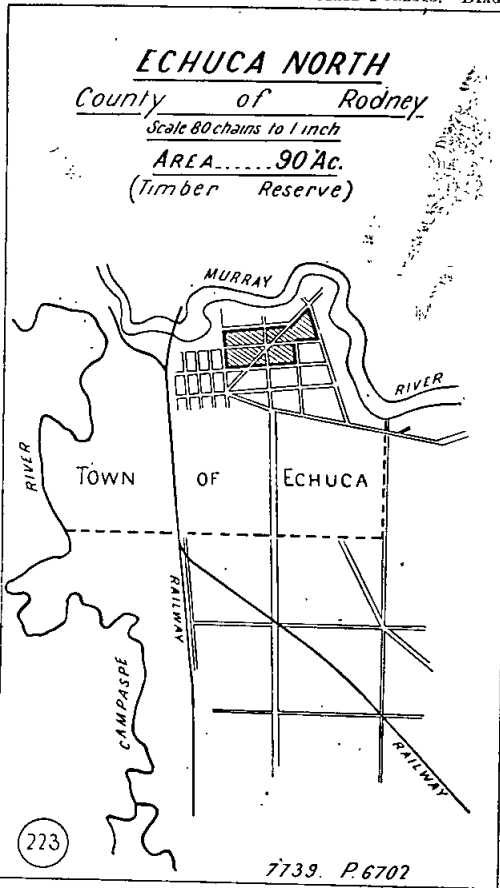 ECHUCA NORTH
County of Rodney
Scale 80 chains to 1 inch
AREA......90 Ac.
(Timber Reserve)
MURRAY
RIVER
RIVER
TOWN OF ECHUCA
RAILWAY
CAMPASPE
RAILWAY
223
7739. P.6702